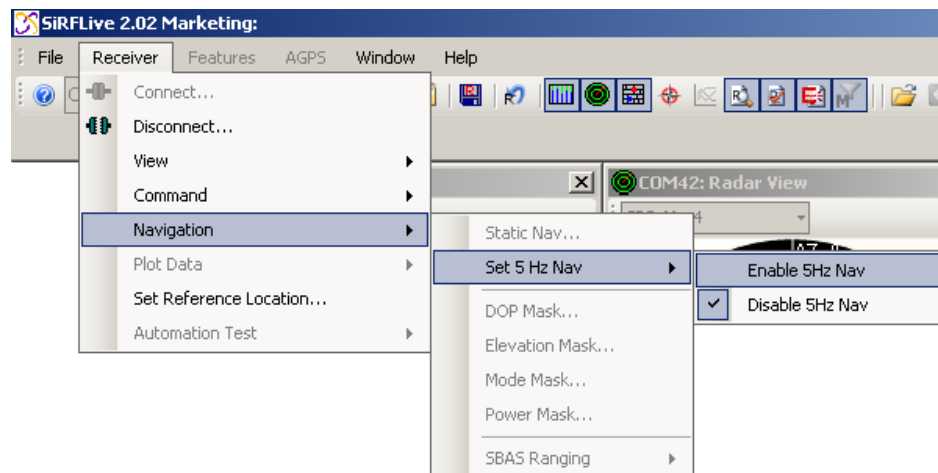 SiRFLive 2.02 Marketing:
File Receiver Features AGPS Window Help
Connect...
Disconnect...
View
Command
Navigation
Plot Data
Set Reference Location...
Automation Test
COM42: Radar View
Static Nav...
Set 5 Hz Nav
DOP Mask...
Elevation Mask...
Mode Mask...
Power Mask...
SBAS Ranging
Enable 5Hz Nav
Disable 5Hz Nav